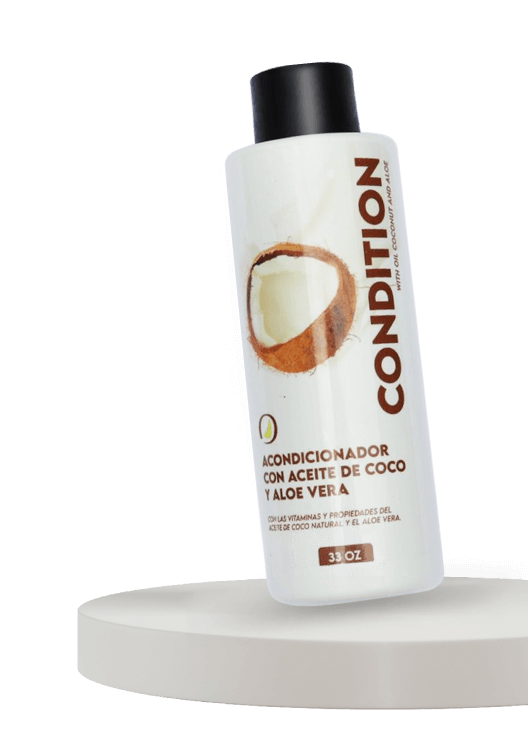 CONDITION
WITH OIL COCONUT AND ALOE
ACONDICIONADOR
CON ACEITE DE COCO
Y ALOE VERA
CON LAS VITAMINAS Y PROPIEDADES DEL
ACEITE DE COCO NATURAL Y EL ALOE VERA.
33 OZ